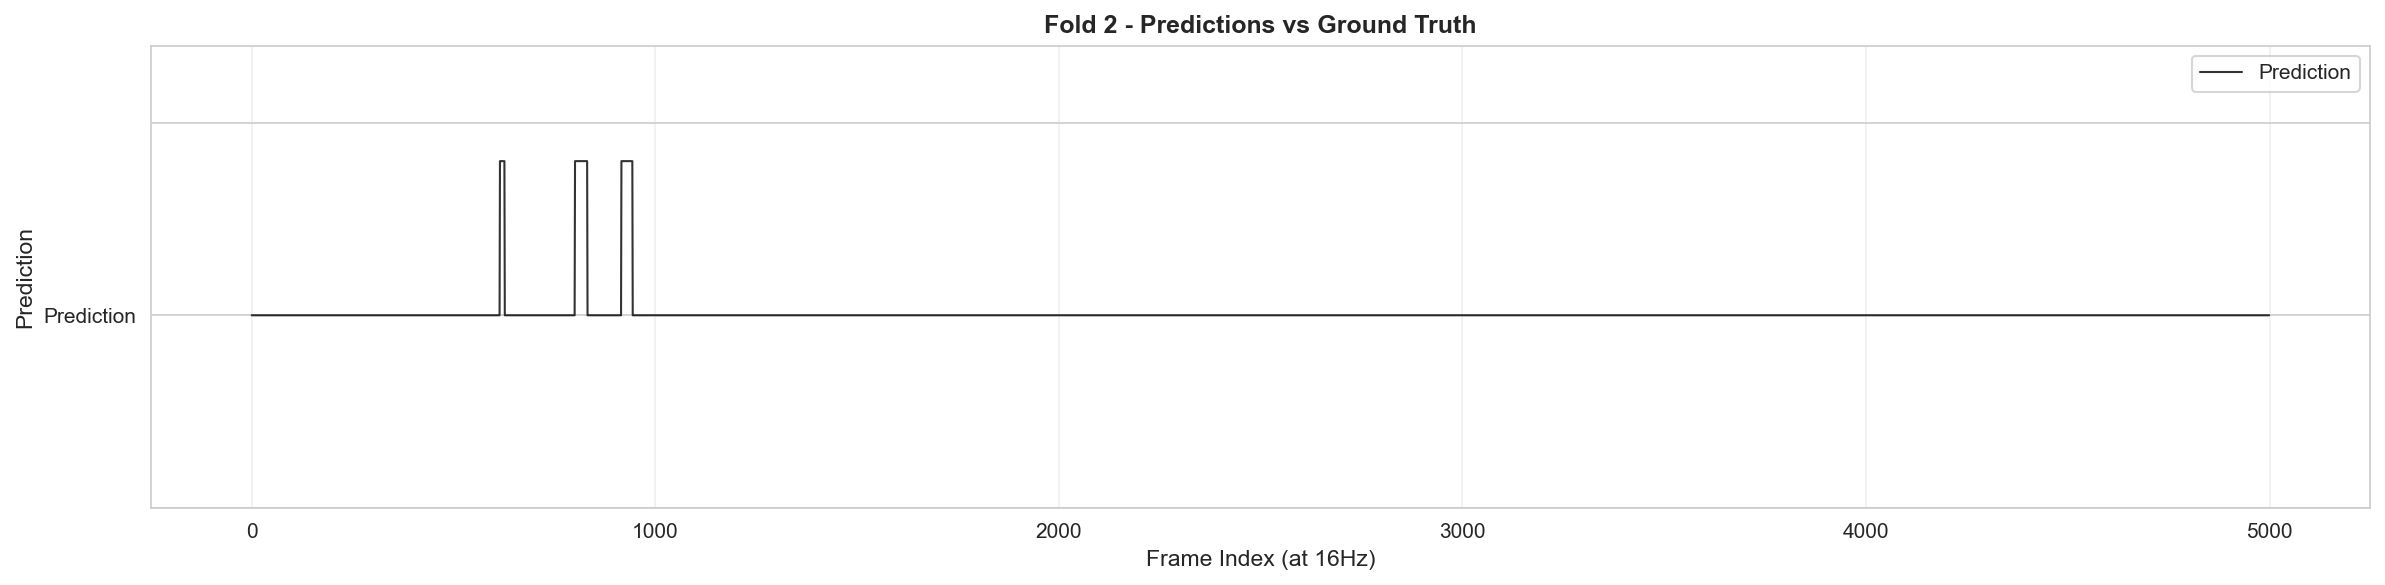 Fold 2 - Predictions vs Ground Truth
Prediction
Prediction
Prediction
0 1000 2000 3000 4000 5000
Frame Index (at 16Hz)